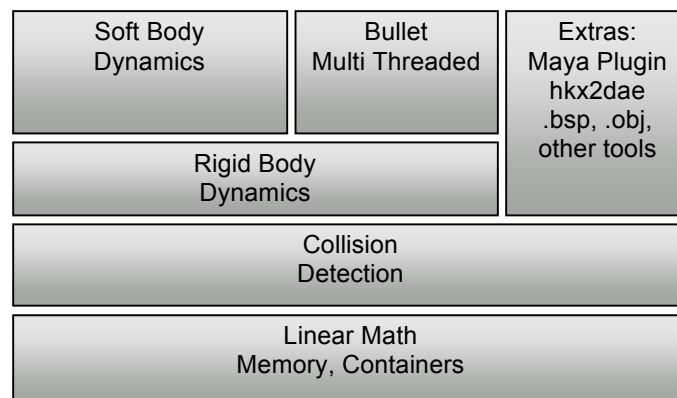 Soft Body
Dynamics
Bullet
Multi Threaded
Extras:
Maya Plugin
hkx2dae
.bsp, .obj,
other tools
Rigid Body
Dynamics
Collision
Detection
Linear Math
Memory, Containers